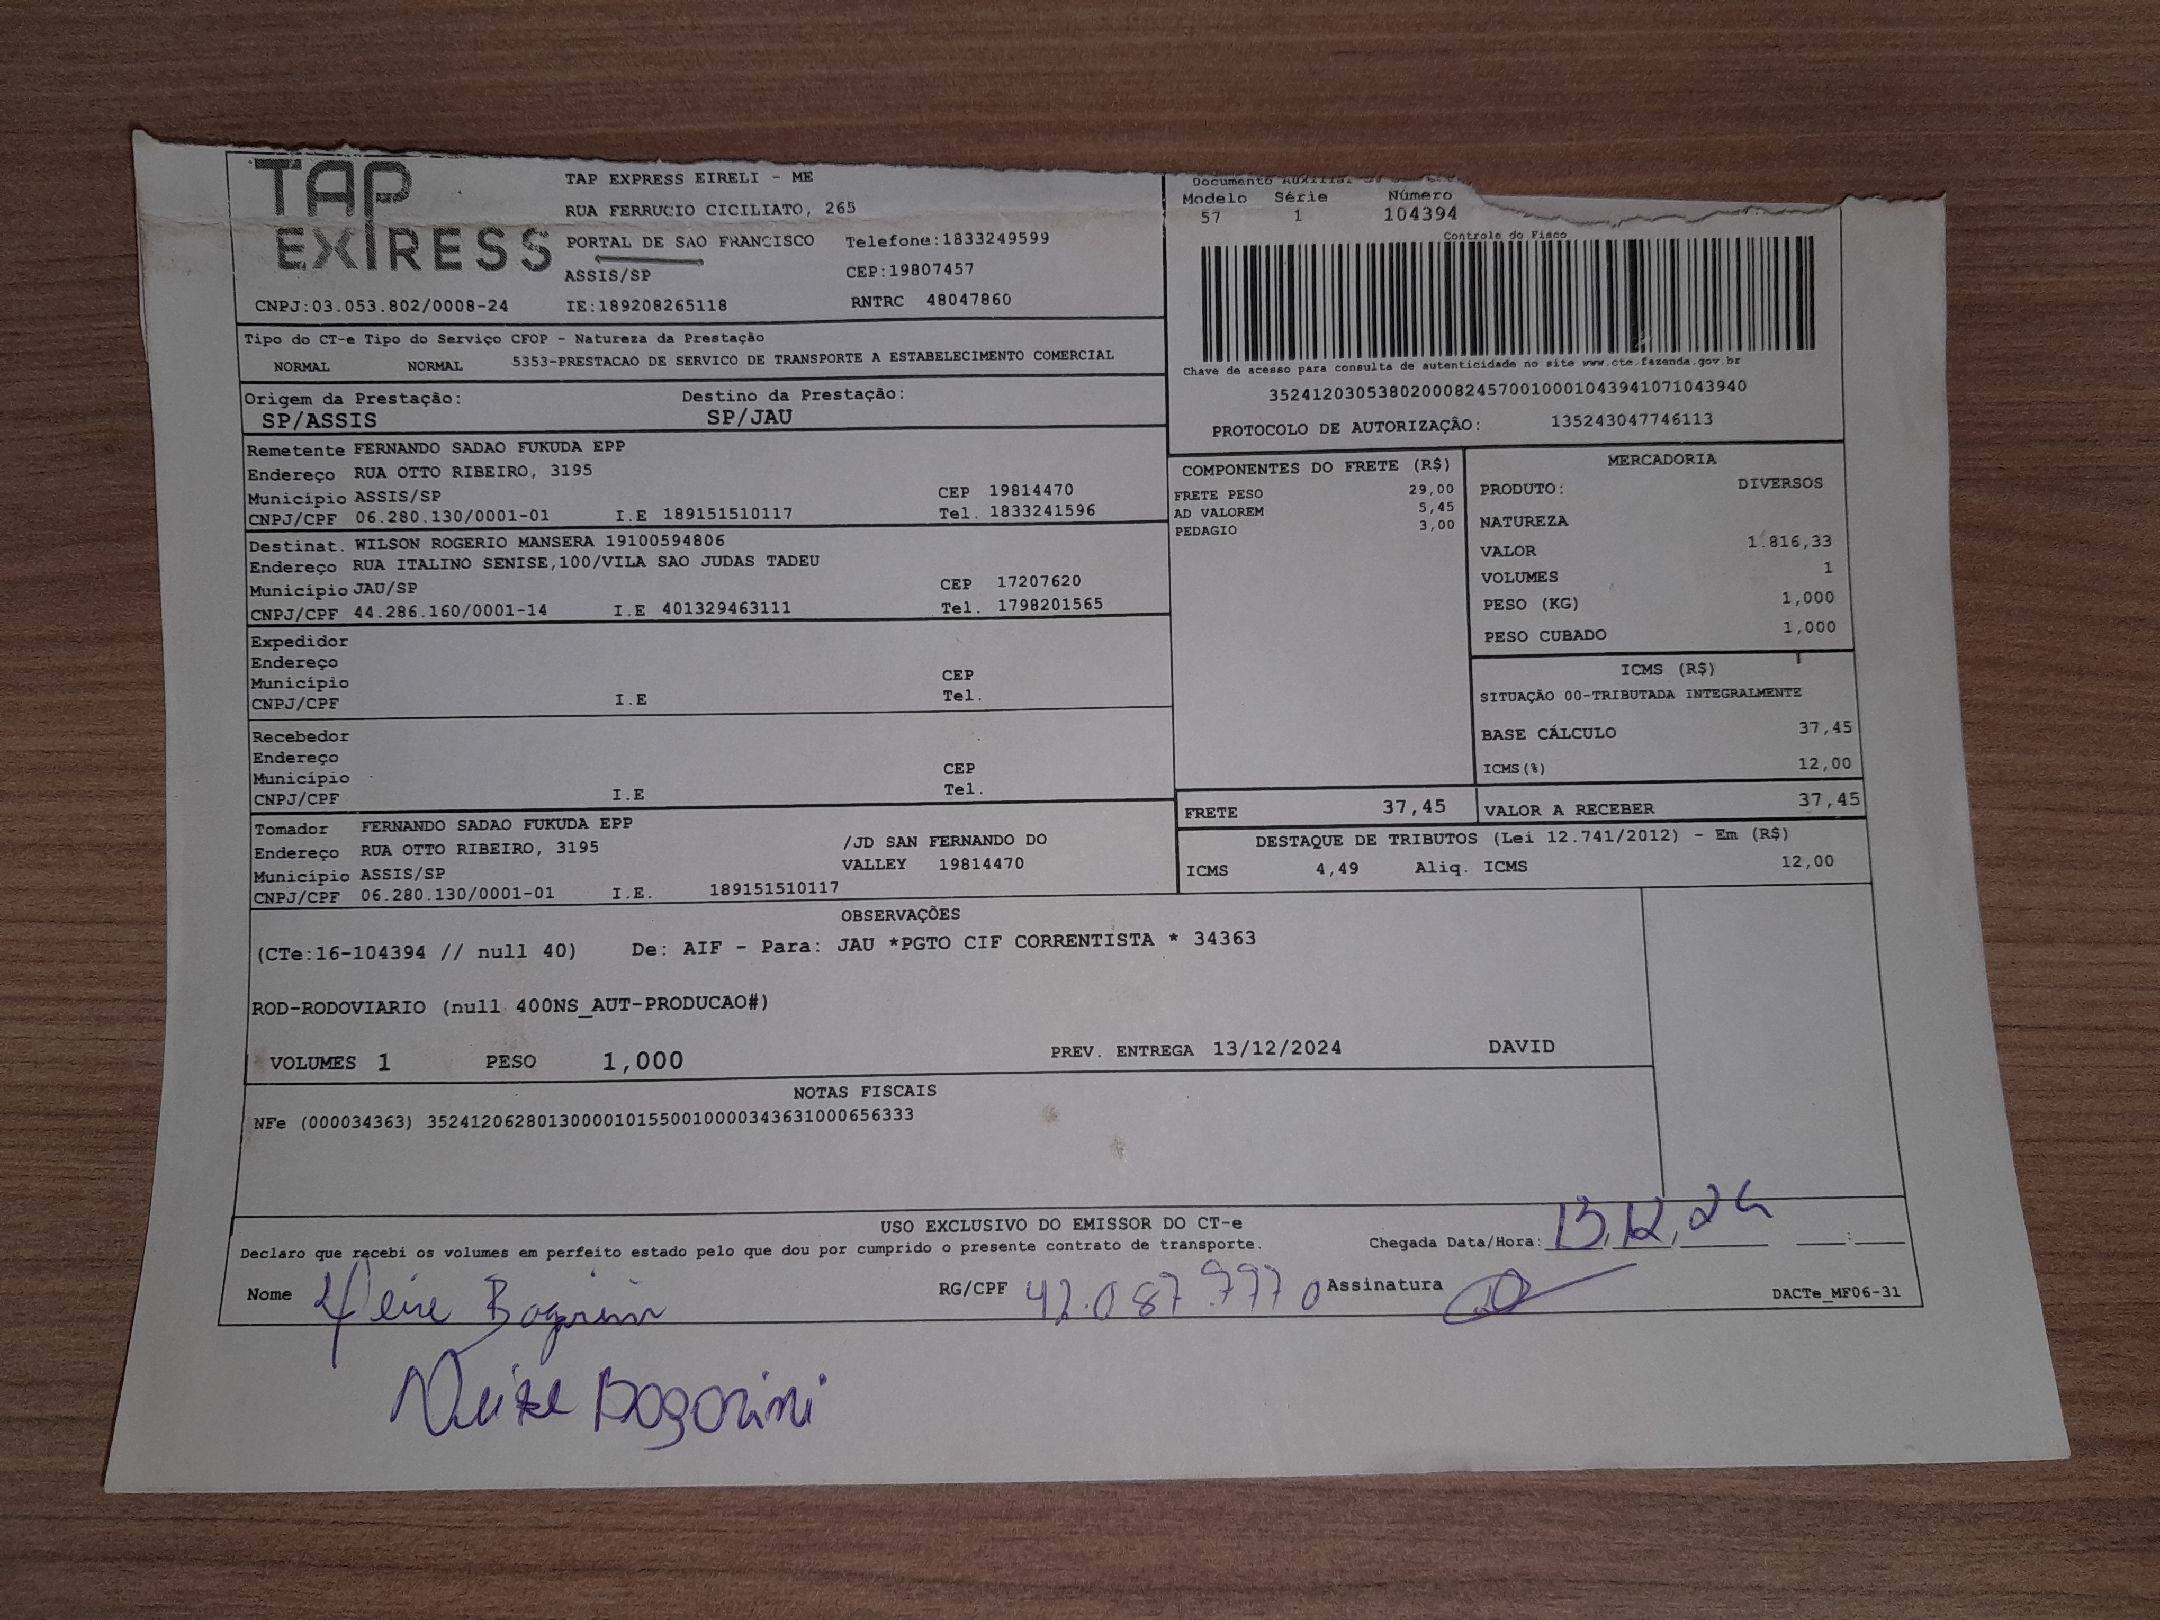 TAP
EXPRESS
TAP EXPRESS EIRELI - ME
RUA FERRUCIO CICILIATO, 265
PORTAL DE SAO FRANCISCO Telefone:1833249599
ASSIS/SP CEP:19807457
CNPJ:03.053.802/0008-24 IE:189208265118 RNTRC 48047860
Documento Auxiliar
Modelo Série Número
57 1 104394
Controle do Fisco
Chave de acesso para consulta de autenticidade no site www.cte.fazenda.gov.br
35241203053802000824570010001043941071043940
PROTOCOLO DE AUTORIZAÇÃO: 135243047746113
Tipo do CT-e Tipo do Serviço CFOP - Natureza da Prestação
NORMAL NORMAL 5353-PRESTACAO DE SERVICO DE TRANSPORTE A ESTABELECIMENTO COMERCIAL
Origem da Prestação: Destino da Prestação:
SP/ASSIS SP/JAU
Remetente FERNANDO SADAO FUKUDA EPP
Endereço RUA OTTO RIBEIRO, 3195
Município ASSIS/SP CEP 19814470
CNPJ/CPF 06.280.130/0001-01 I.E 189151510117 Tel. 1833241596
Destinat. WILSON ROGERIO MANSERA 19100594806
Endereço RUA ITALINO SENISE,100/VILA SAO JUDAS TADEU
Município JAU/SP CEP 17207620
CNPJ/CPF 44.286.160/0001-14 I.E 401329463111 Tel. 1798201565
Expedidor
Endereço
Município CEP
CNPJ/CPF I.E Tel.
Recebedor
Endereço
Município CEP
CNPJ/CPF I.E Tel.
Tomador FERNANDO SADAO FUKUDA EPP
Endereço RUA OTTO RIBEIRO, 3195 /JD SAN FERNANDO DO
Município ASSIS/SP VALLEY 19814470
CNPJ/CPF 06.280.130/0001-01 I.E. 189151510117
COMPONENTES DO FRETE (R$)
FRETE PESO 29,00
AD VALOREM 5,45
PEDAGIO 3,00
MERCADORIA
PRODUTO: DIVERSOS
NATUREZA
VALOR 1.816,33
VOLUMES 1
PESO (KG) 1,000
PESO CUBADO 1,000
ICMS (R$)
SITUAÇÃO 00-TRIBUTADA INTEGRALMENTE
BASE CÁLCULO 37,45
ICMS(%) 12,00
FRETE 37,45 VALOR A RECEBER 37,45
DESTAQUE DE TRIBUTOS (Lei 12.741/2012) - Em (R$)
ICMS 4,49 Aliq. ICMS 12,00
OBSERVAÇÕES
(CTe:16-104394 // null 40) De: AIF - Para: JAU *PGTO CIF CORRENTISTA * 34363
ROD-RODOVIARIO (null 400NS_AUT-PRODUCAO#)
VOLUMES 1 PESO 1,000 PREV. ENTREGA 13/12/2024 DAVID
NOTAS FISCAIS
NFe (000034363) 35241206280130000101550010000343631000656333
USO EXCLUSIVO DO EMISSOR DO CT-e
Declaro que recebi os volumes em perfeito estado pelo que dou por cumprido o presente contrato de transporte. Chegada Data/Hora: 13,12,24 :
Nome RG/CPF 42.087.777 0 Assinatura DACTe_MF06-31